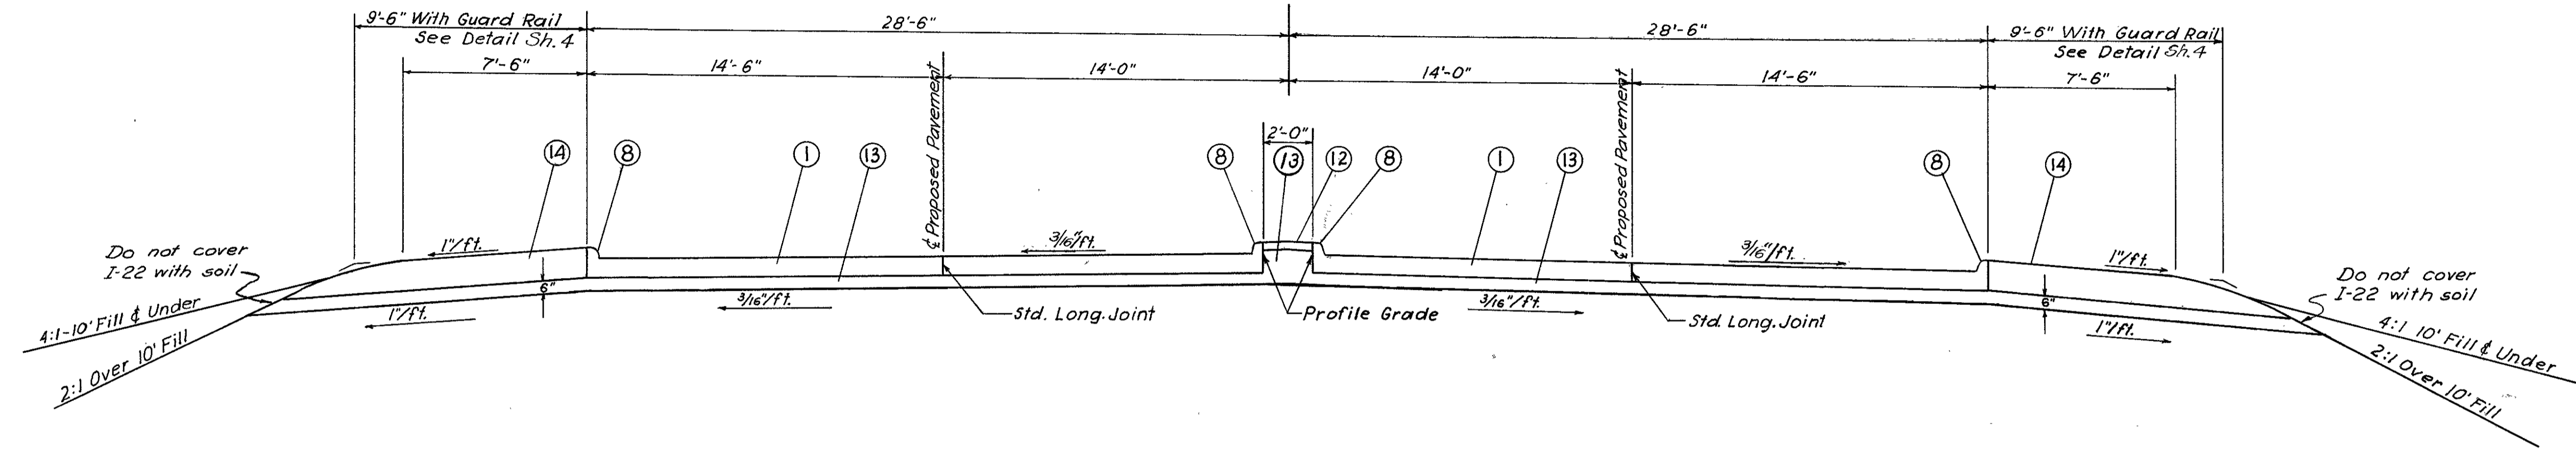 9'-6" With Guard Rail
See Detail Sh. 4
28'-6"
28'-6"
9'-6" With Guard Rail
See Detail Sh. 4
7'-6"
14'-6"
14'-0"
14'-0"
14'-6"
7'-6"
℄ Proposed Pavement
℄ Proposed Pavement
2'-0"
14
8
1
13
8
13
12
8
1
13
8
14
Do not cover
I-22 with soil
1"/ft.
3/16"/ft.
3/16"/ft.
1"/ft.
Do not cover
I-22 with soil
4:1-10' Fill & Under
2:1 Over 10' Fill
1"/ft.
6"
3/16"/ft.
Std. Long. Joint
Profile Grade
3/16"/ft.
Std. Long. Joint
6"
1"/ft.
4:1 10' Fill & Under
2:1 Over 10' Fill